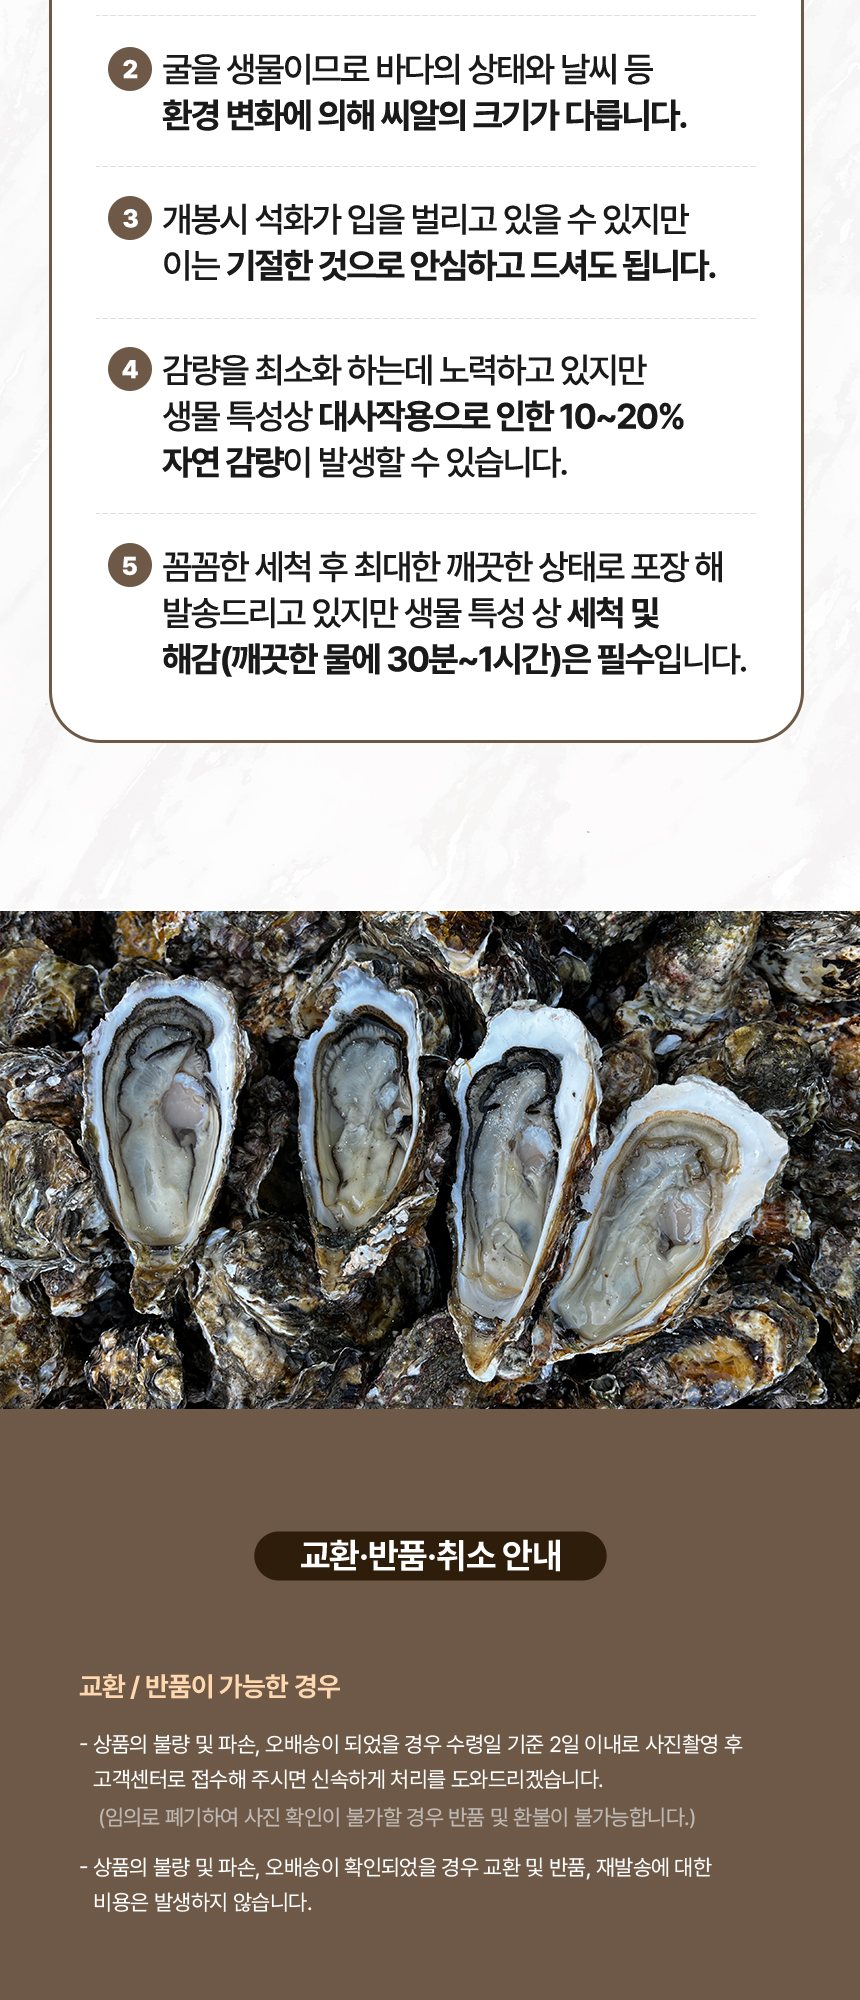 2 굴을 생물이므로 바다의 상태와 날씨 등
환경 변화에 의해 씨알의 크기가 다릅니다.
3 개봉시 석화가 입을 벌리고 있을 수 있지만
이는 기절한 것으로 안심하고 드셔도 됩니다.
4 감량을 최소화 하는데 노력하고 있지만
생물 특성상 대사작용으로 인한 10~20%
자연 감량이 발생할 수 있습니다.
5 꼼꼼한 세척 후 최대한 깨끗한 상태로 포장 해
발송드리고 있지만 생물 특성 상 세척 및
해감(깨끗한 물에 30분~1시간)은 필수입니다.
교환·반품·취소 안내
교환 / 반품이 가능한 경우
- 상품의 불량 및 파손, 오배송이 되었을 경우 수령일 기준 2일 이내로 사진촬영 후
고객센터로 접수해 주시면 신속하게 처리를 도와드리겠습니다.
(임의로 폐기하여 사진 확인이 불가할 경우 반품 및 환불이 불가능합니다.)
- 상품의 불량 및 파손, 오배송이 확인되었을 경우 교환 및 반품, 재발송에 대한
비용은 발생하지 않습니다.